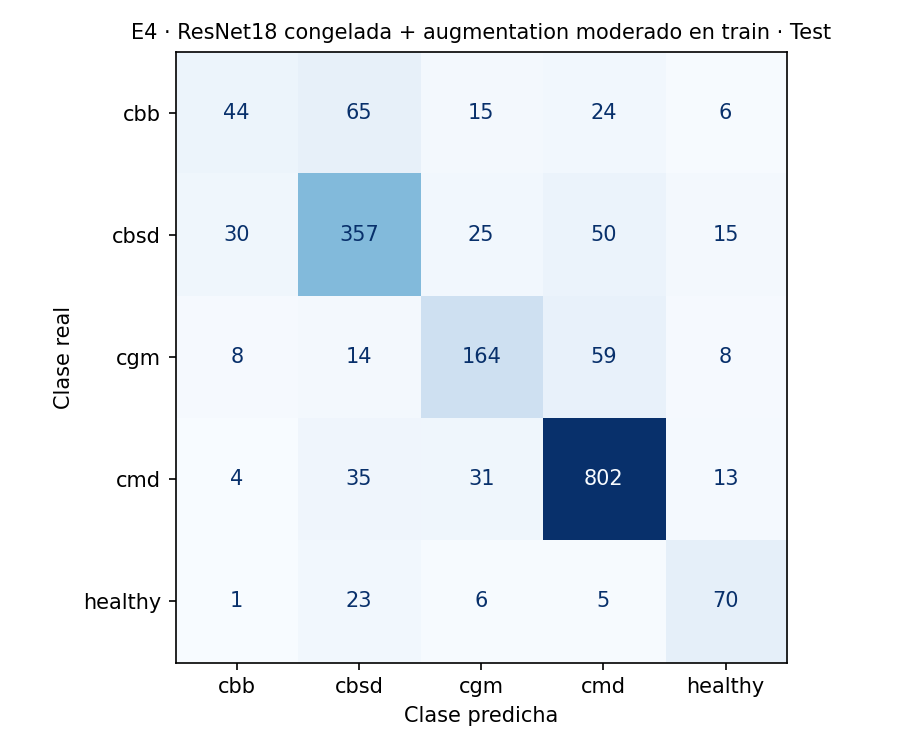 E4 · ResNet18 congelada + augmentation moderado en train · Test
cbb 44 65 15 24 6
cbsd 30 357 25 50 15
cgm 8 14 164 59 8
cmd 4 35 31 802 13
healthy 1 23 6 5 70
Clase real
cbb cbsd cgm cmd healthy
Clase predicha